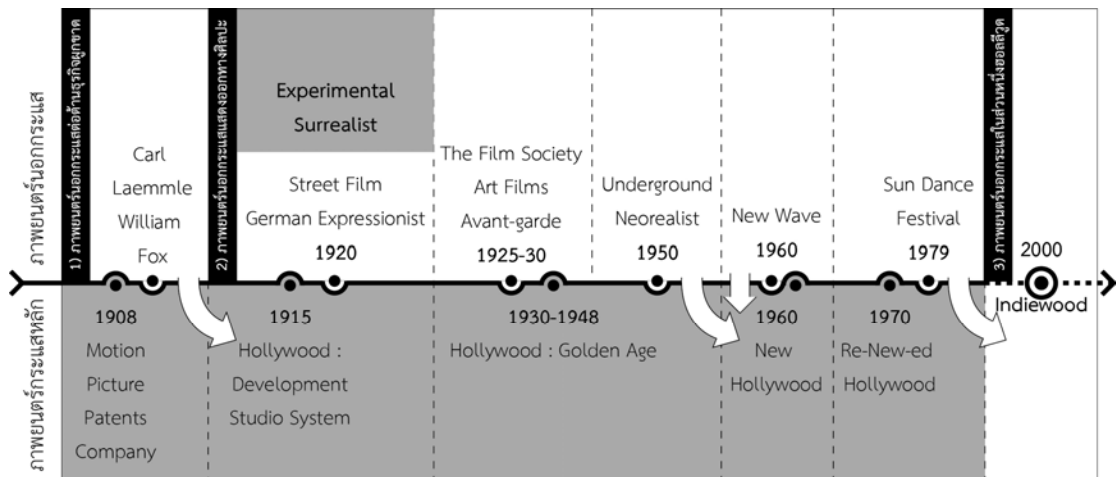 ภาพยนตร์นอกกระแส
1) ภาพยนตร์นอกกระแสต่อต้านธุรกิจผูกขาด
Carl
Laemmle
William
Fox
2) ภาพยนตร์นอกกระแสแสดงออกทางศิลปะ
Experimental
Surrealist
Street Film
German Expressionist
1920
The Film Society
Art Films
Avant-garde
1925-30
Underground
Neorealist
1950
New Wave
1960
Sun Dance
Festival
1979
3) ภาพยนตร์นอกกระแสในส่วนหนึ่งของฮอลลีวูด
2000
Indiewood
ภาพยนตร์กระแสหลัก
1908
Motion
Picture
Patents
Company
1915
Hollywood :
Development
Studio System
1930-1948
Hollywood : Golden Age
1960
New
Hollywood
1970
Re-New-ed
Hollywood